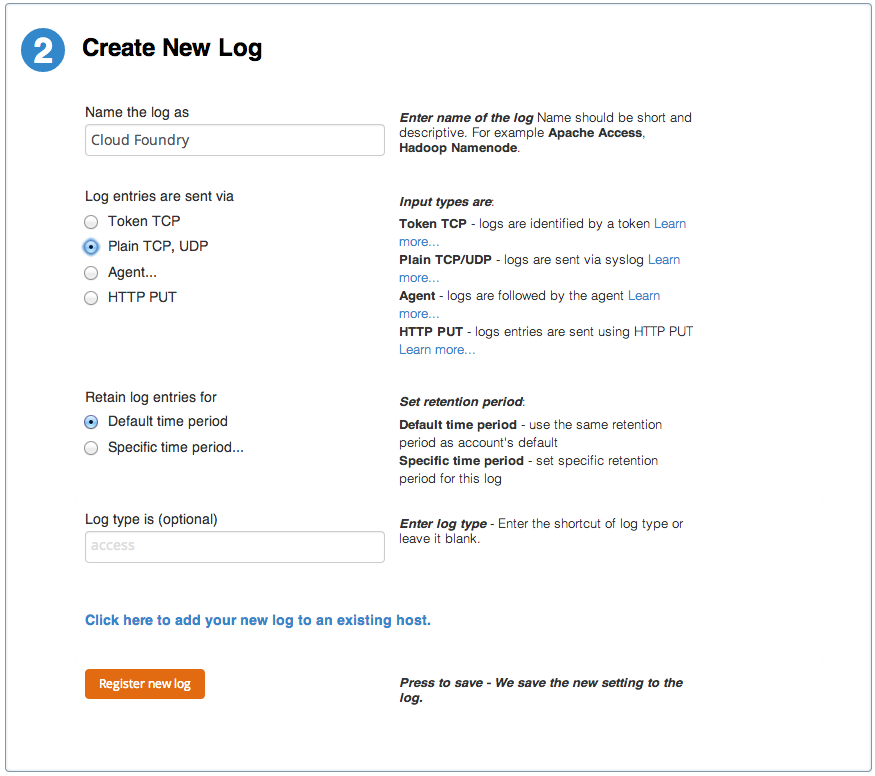 2
Create New Log
Name the log as
Cloud Foundry
Enter name of the log Name should be short and
descriptive. For example Apache Access,
Hadoop Namenode.
Log entries are sent via
Token TCP
Plain TCP, UDP
Agent...
HTTP PUT
Input types are:
Token TCP - logs are identified by a token Learn
more...
Plain TCP/UDP - logs are sent via syslog Learn
more...
Agent - logs are followed by the agent Learn
more...
HTTP PUT - logs entries are sent using HTTP PUT
Learn more...
Retain log entries for
Default time period
Specific time period...
Set retention period:
Default time period - use the same retention
period as account's default
Specific time period - set specific retention
period for this log
Log type is (optional)
access
Enter log type - Enter the shortcut of log type or
leave it blank.
Click here to add your new log to an existing host.
Register new log
Press to save - We save the new setting to the
log.